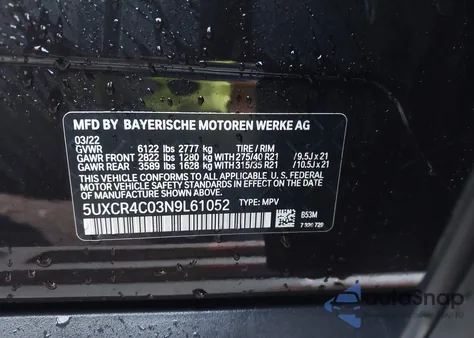 MFD BY BAYERISCHE MOTOREN WERKE AG
03/22
GVWR 6122 lbs 2777 kg TIRE / RIM
GAWR FRONT 2822 lbs 1280 kg WITH 275/40 R21 / 9.5J x 21
GAWR REAR 3589 lbs 1628 kg WITH 315/35 R21 / 10.5J x 21
THIS VEHICLE CONFORMS TO ALL APPLICABLE U. S. FEDERAL
MOTOR VEHICLE SAFETY STANDARDS IN EFFECT ON THE DATE
OF MANUFACTURE SHOWN ABOVE.
5UXCR4C03N9L61052 TYPE: MPV
B53M
AutoSnap